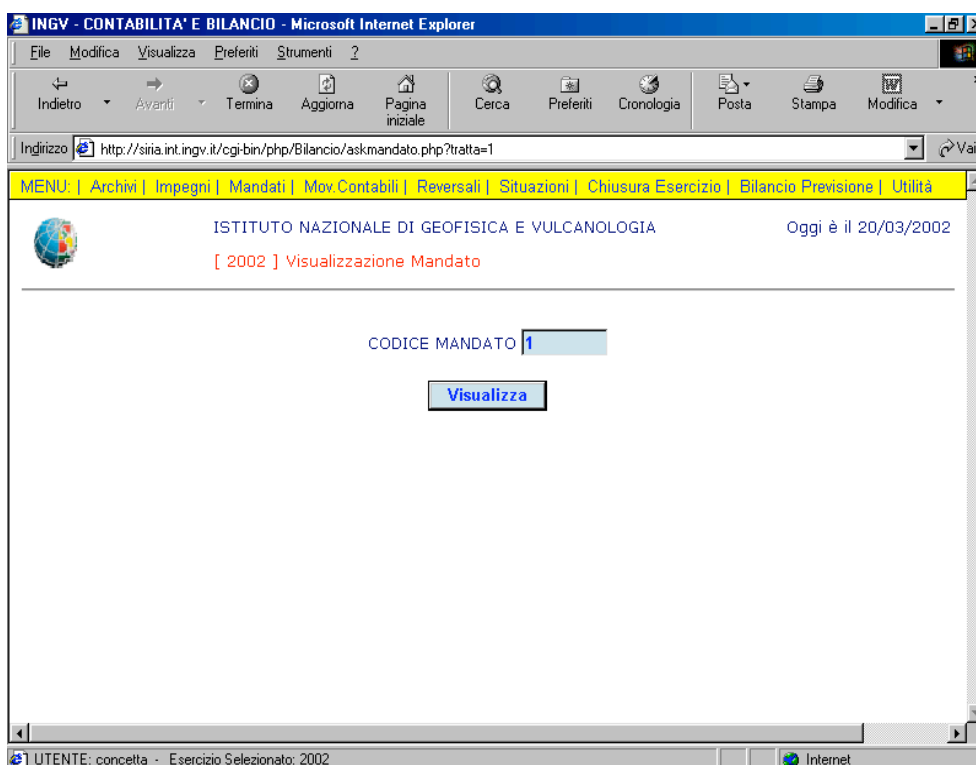 INGV - CONTABILITA' E BILANCIO - Microsoft Internet Explorer
File Modifica Visualizza Preferiti Strumenti ?
Indietro Avanti Termina Aggiorna Pagina iniziale Cerca Preferiti Cronologia Posta Stampa Modifica
Indirizzo http://siria.int.ingv.it/cgi-bin/php/Bilancio/askmandato.php?tratta=1 Vai
MENU: | Archivi | Impegni | Mandati | Mov.Contabili | Reversali | Situazioni | Chiusura Esercizio | Bilancio Previsione | Utilità
ISTITUTO NAZIONALE DI GEOFISICA E VULCANOLOGIA Oggi è il 20/03/2002
[ 2002 ] Visualizzazione Mandato
CODICE MANDATO 1
Visualizza
UTENTE: concetta - Esercizio Selezionato: 2002 Internet